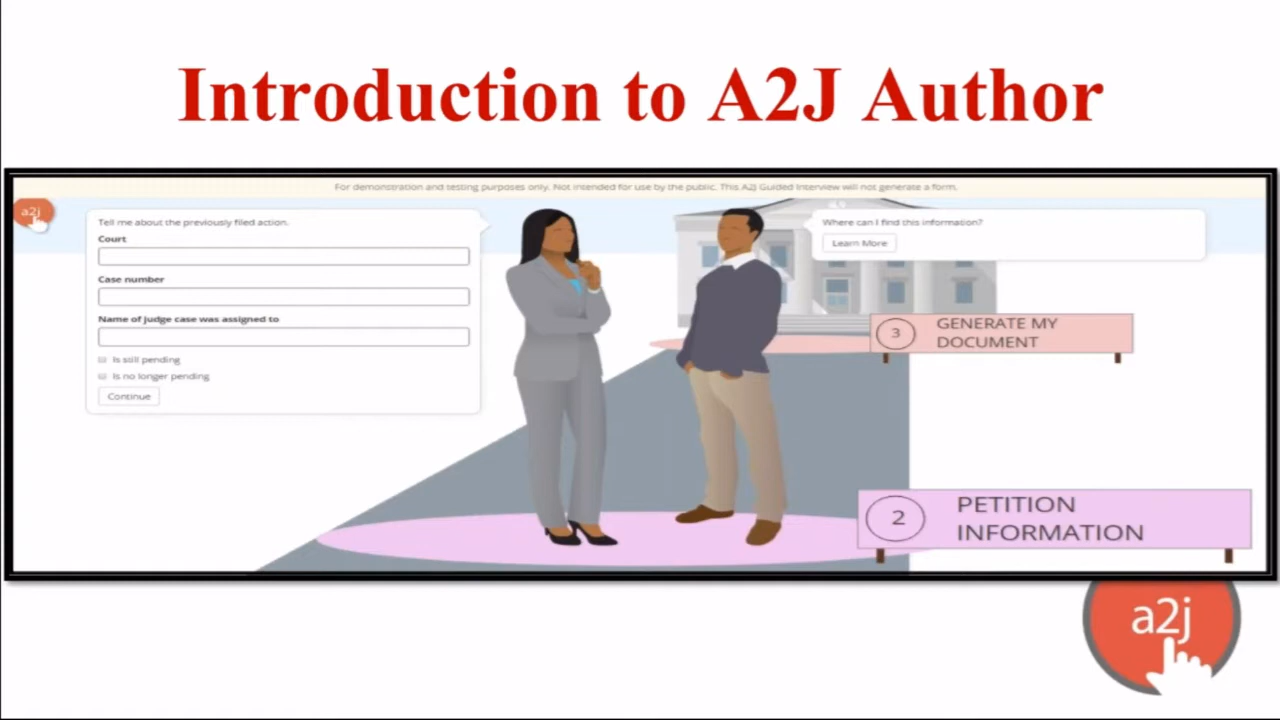 Introduction to A2J Author
For demonstration and testing purposes only. Not intended for use by the public. This A2J Guided Interview will not generate a form.
a2j
Tell me about the previously filed action.
Court
Case number
Name of judge case was assigned to
Is still pending
Is no longer pending
Continue
Where can I find this information?
Learn More
3
GENERATE MY
DOCUMENT
2
PETITION
INFORMATION
a2j